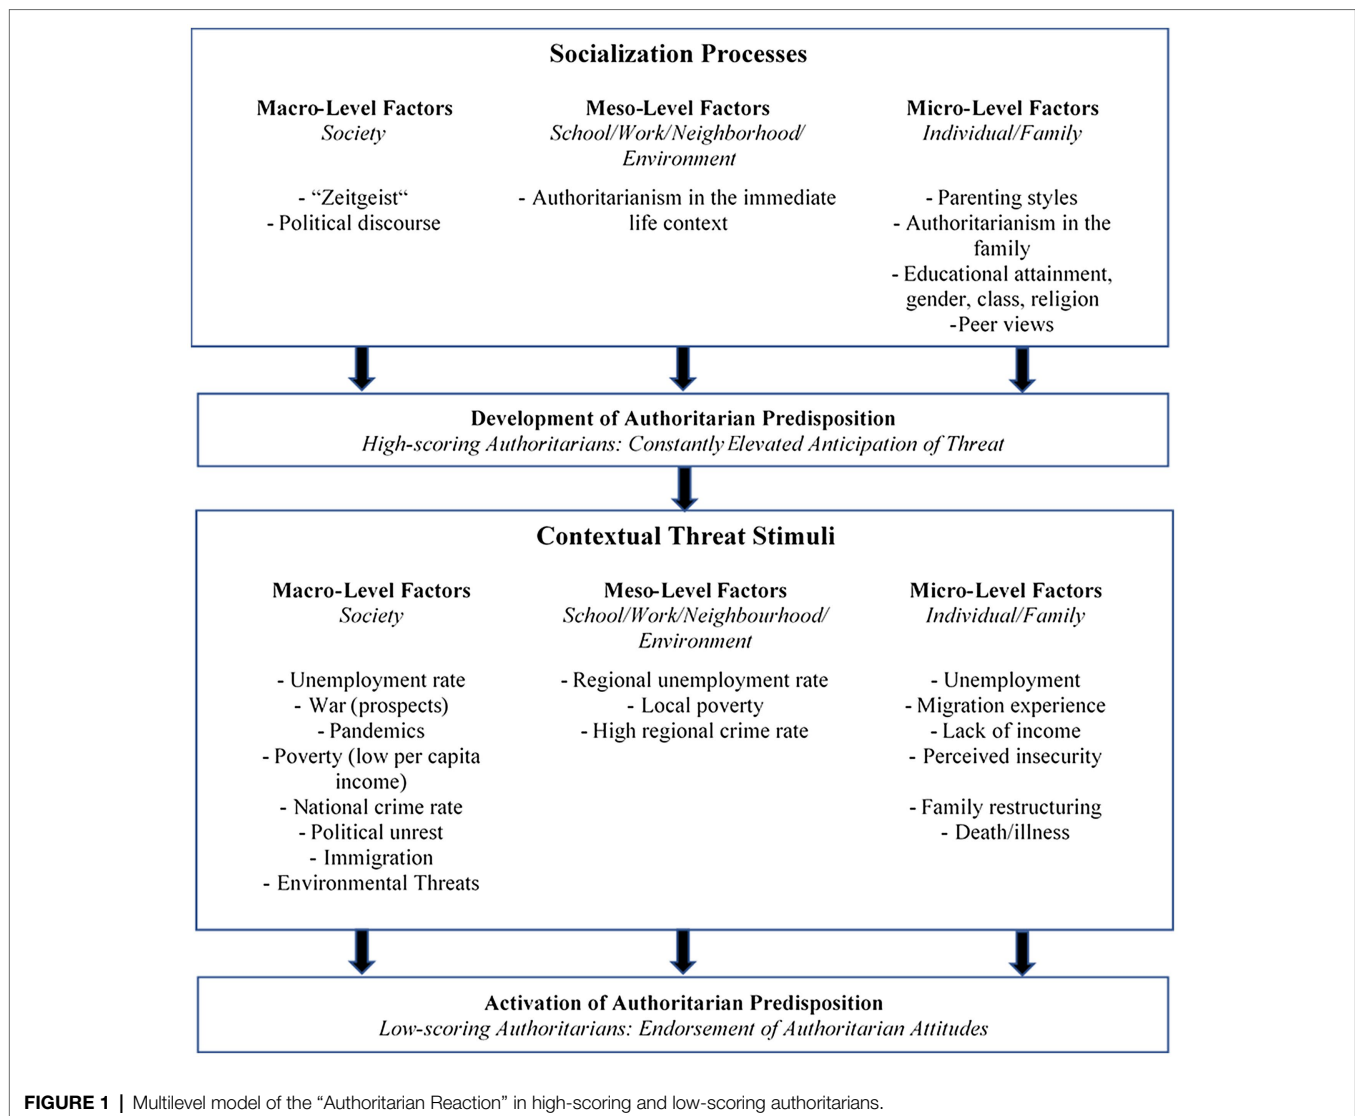 Socialization Processes
Macro-Level Factors
Society
- “Zeitgeist“
- Political discourse
Meso-Level Factors
School/Work/Neighborhood/
Environment
- Authoritarianism in the immediate
life context
Micro-Level Factors
Individual/Family
- Parenting styles
- Authoritarianism in the
family
- Educational attainment,
gender, class, religion
-Peer views
Development of Authoritarian Predisposition
High-scoring Authoritarians: Constantly Elevated Anticipation of Threat
Contextual Threat Stimuli
Macro-Level Factors
Society
- Unemployment rate
- War (prospects)
- Pandemics
- Poverty (low per capita
income)
- National crime rate
- Political unrest
- Immigration
- Environmental Threats
Meso-Level Factors
School/Work/Neighbourhood/
Environment
- Regional unemployment rate
- Local poverty
- High regional crime rate
Micro-Level Factors
Individual/Family
- Unemployment
- Migration experience
- Lack of income
- Perceived insecurity
- Family restructuring
- Death/illness
Activation of Authoritarian Predisposition
Low-scoring Authoritarians: Endorsement of Authoritarian Attitudes
FIGURE 1 | Multilevel model of the “Authoritarian Reaction” in high-scoring and low-scoring authoritarians.